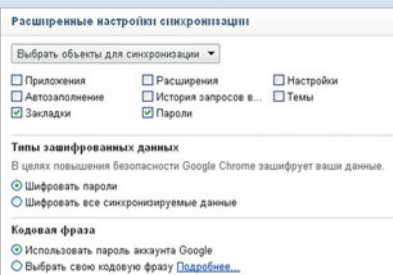 Расширенные настройки синхронизации
Выбрать объекты для синхронизации
Приложения Расширения Настройки
Автозаполнение История запросов в... Темы
Закладки Пароли
Типы зашифрованных данных
В целях повышения безопасности Google Chrome зашифрует ваши данные.
Шифровать пароли
Шифровать все синхронизируемые данные
Кодовая фраза
Использовать пароль аккаунта Google
Выбрать свою кодовую фразу Подробнее...